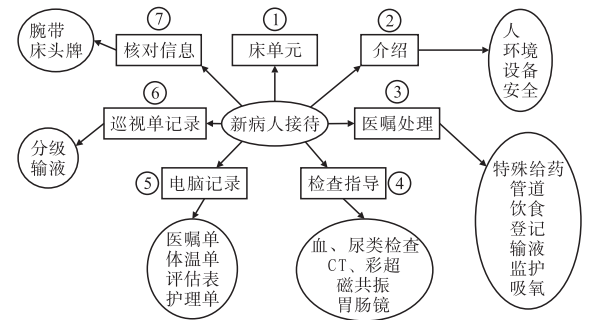 新病人接待
①
床单元
②
介绍
人
环境
设备
安全
③
医嘱处理
特殊给药
管道
饮食
登记
输液
监护
吸氧
④
检查指导
血、尿类检查
CT、彩超
磁共振
胃肠镜
⑤
电脑记录
医嘱单
体温单
评估表
护理单
⑥
巡视单记录
分级
输液
⑦
核对信息
腕带
床头牌